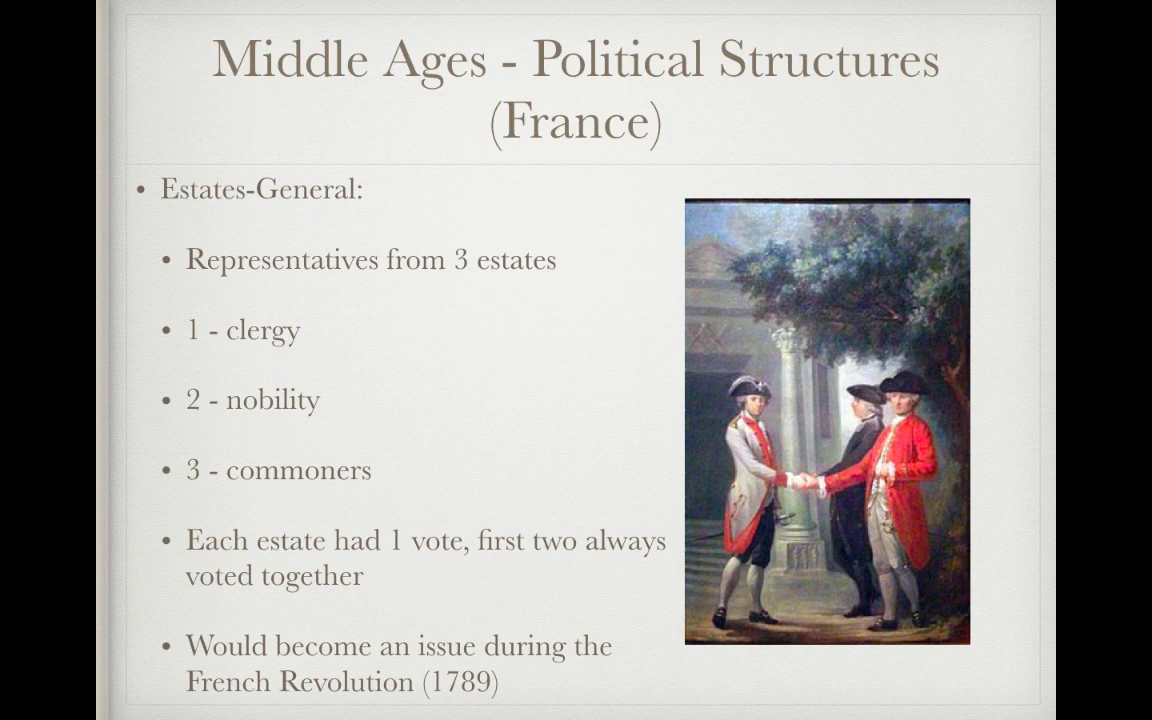 Middle Ages - Political Structures
(France)
• Estates-General:
• Representatives from 3 estates
• 1 - clergy
• 2 - nobility
• 3 - commoners
• Each estate had 1 vote, first two always
voted together
• Would become an issue during the
French Revolution (1789)